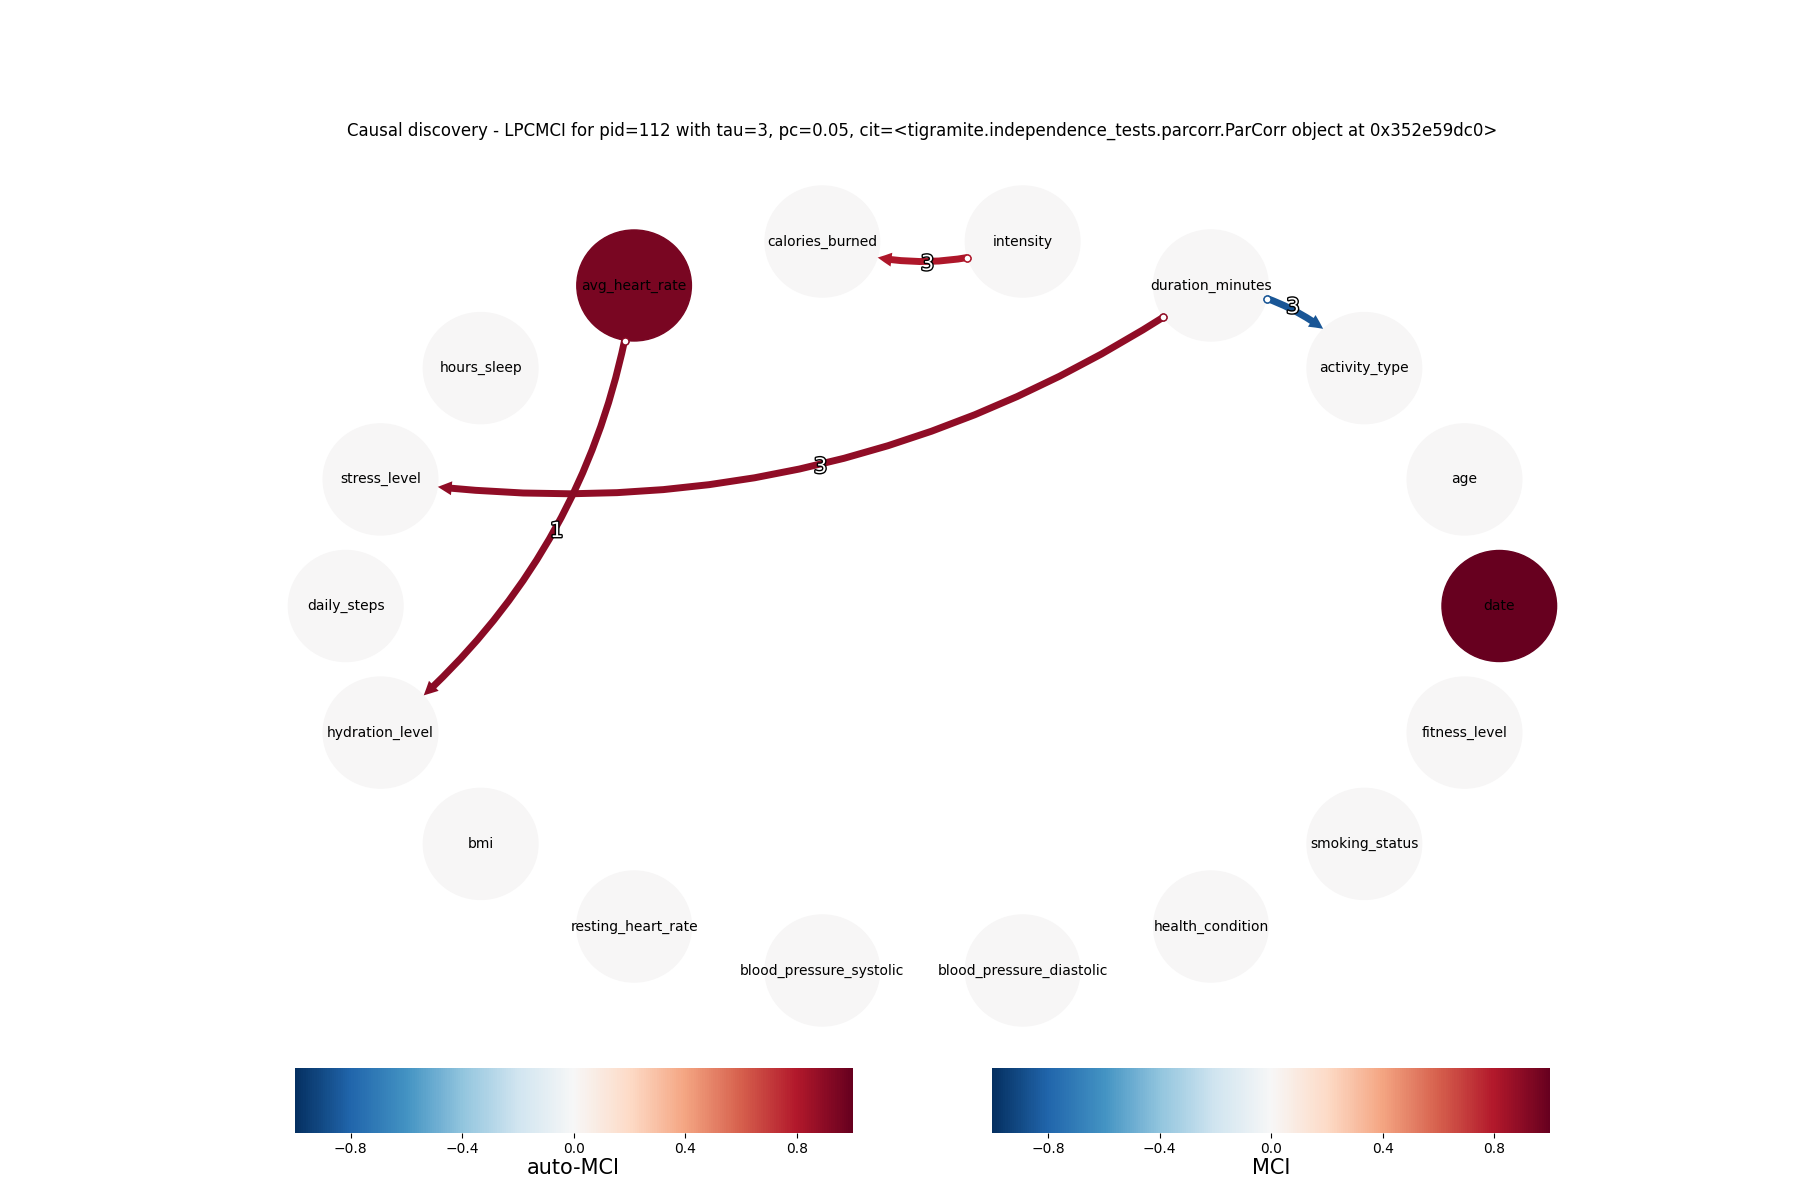 Causal discovery - LPCMCI for pid=112 with tau=3, pc=0.05, cit=<tigramite.independence_tests.parcorr.ParCorr object at 0x352e59dc0>
calories_burned
intensity
3
avg_heart_rate
duration_minutes
3
hours_sleep
activity_type
3
stress_level
age
1
daily_steps
date
hydration_level
fitness_level
bmi
smoking_status
resting_heart_rate
health_condition
blood_pressure_systolic
blood_pressure_diastolic
−0.8 −0.4 0.0 0.4 0.8
auto-MCI
−0.8 −0.4 0.0 0.4 0.8
MCI